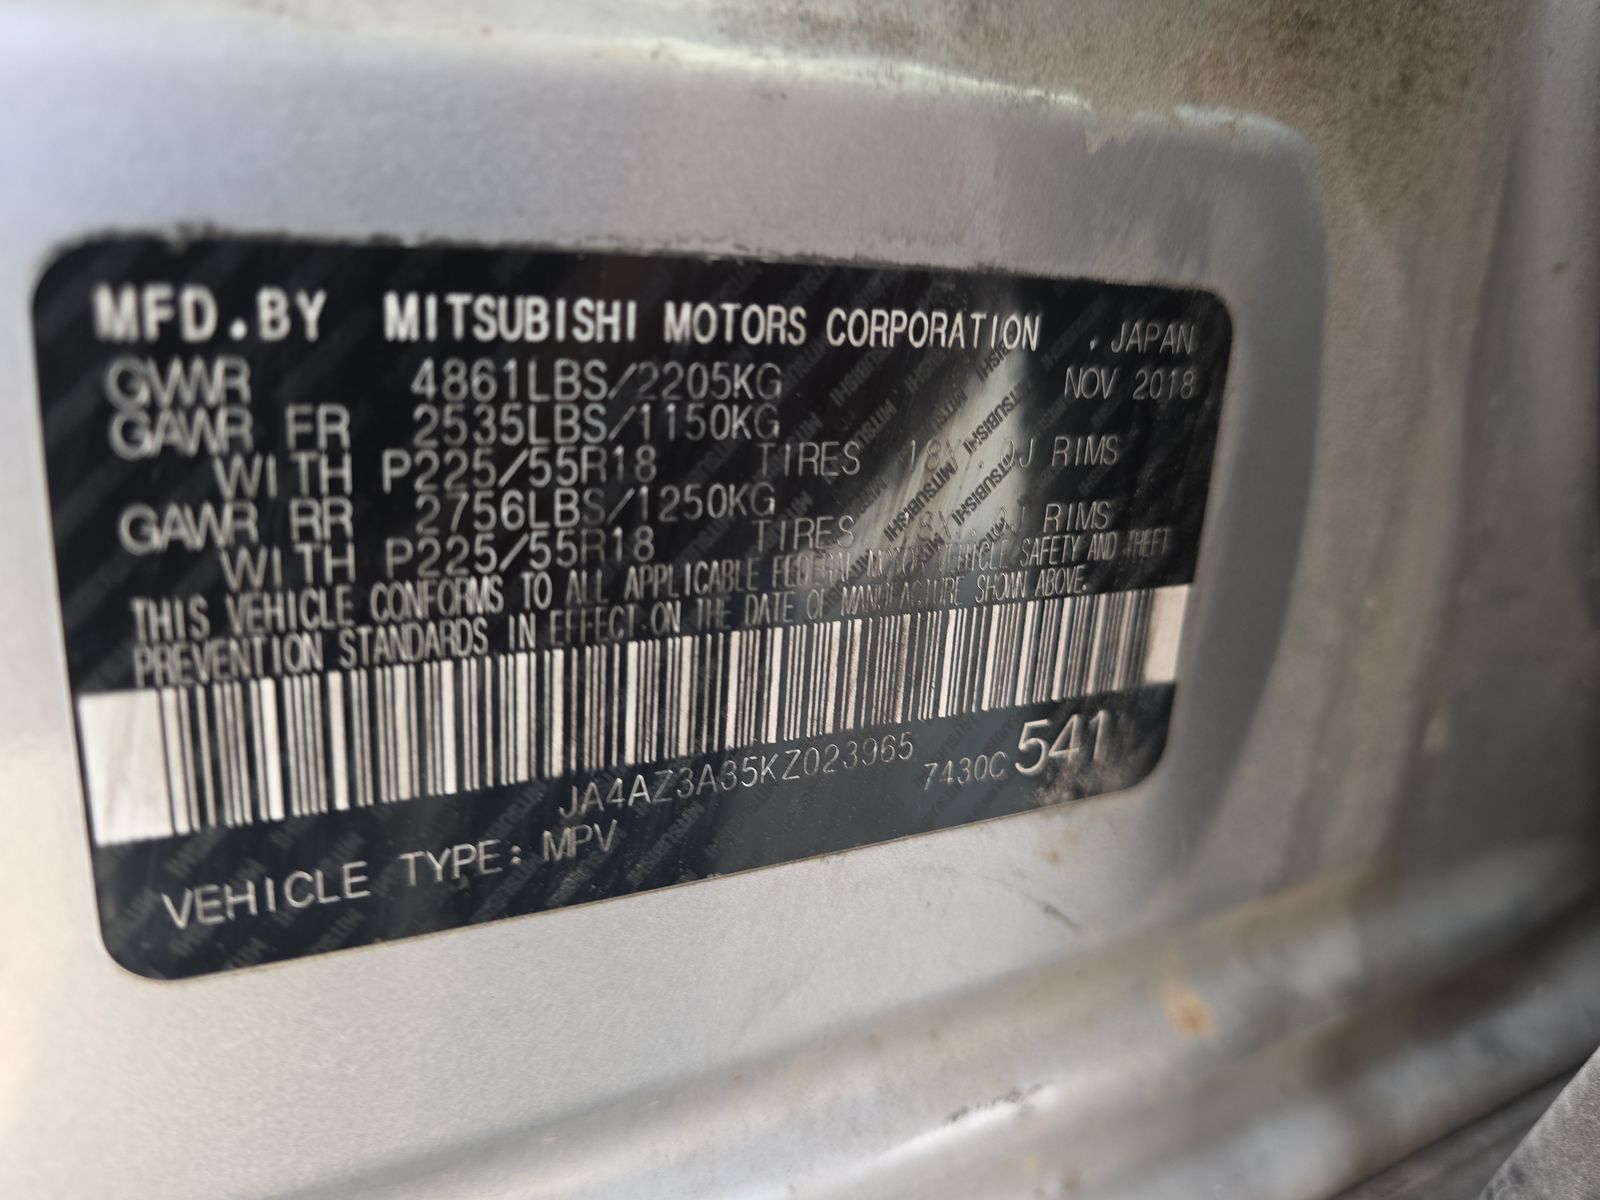 MFD.BY MITSUBISHI MOTORS CORPORATION , JAPAN
GVWR 4861LBS/2205KG NOV 2018
GAWR FR 2535LBS/1150KG
WITH P225/55R18 TIRES J RIMS
GAWR RR 2756LBS/1250KG
WITH P225/55R18 TIRES J RIMS
THIS VEHICLE CONFORMS TO ALL APPLICABLE FEDERAL MOTOR VEHICLE SAFETY AND THEFT
PREVENTION STANDARDS IN EFFECT ON THE DATE OF MANUFACTURE SHOWN ABOVE.
JA4AZ3A35KZ023965 7430C 541
VEHICLE TYPE: MPV